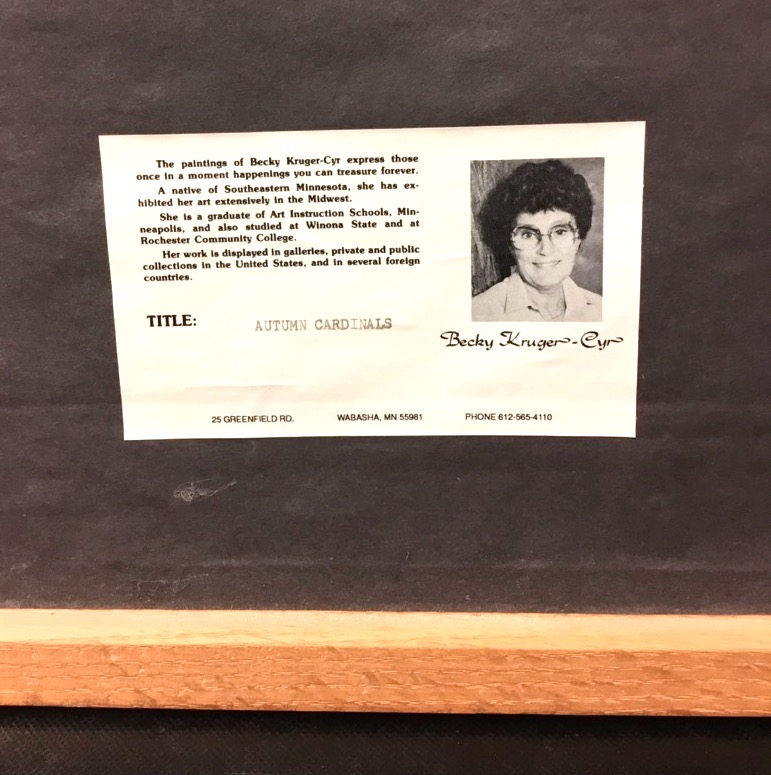 The paintings of Becky Kruger-Cyr express those
once in a moment happenings you can treasure forever.
A native of Southeastern Minnesota, she has ex-
hibited her art extensively in the Midwest.
She is a graduate of Art Instruction Schools, Min-
neapolis, and also studied at Winona State and at
Rochester Community College.
Her work is displayed in galleries, private and public
collections in the United States, and in several foreign
countries.
TITLE: AUTUMN CARDINALS
Becky Kruger-Cyr
25 GREENFIELD RD. WABASHA, MN 55981 PHONE 612-565-4110